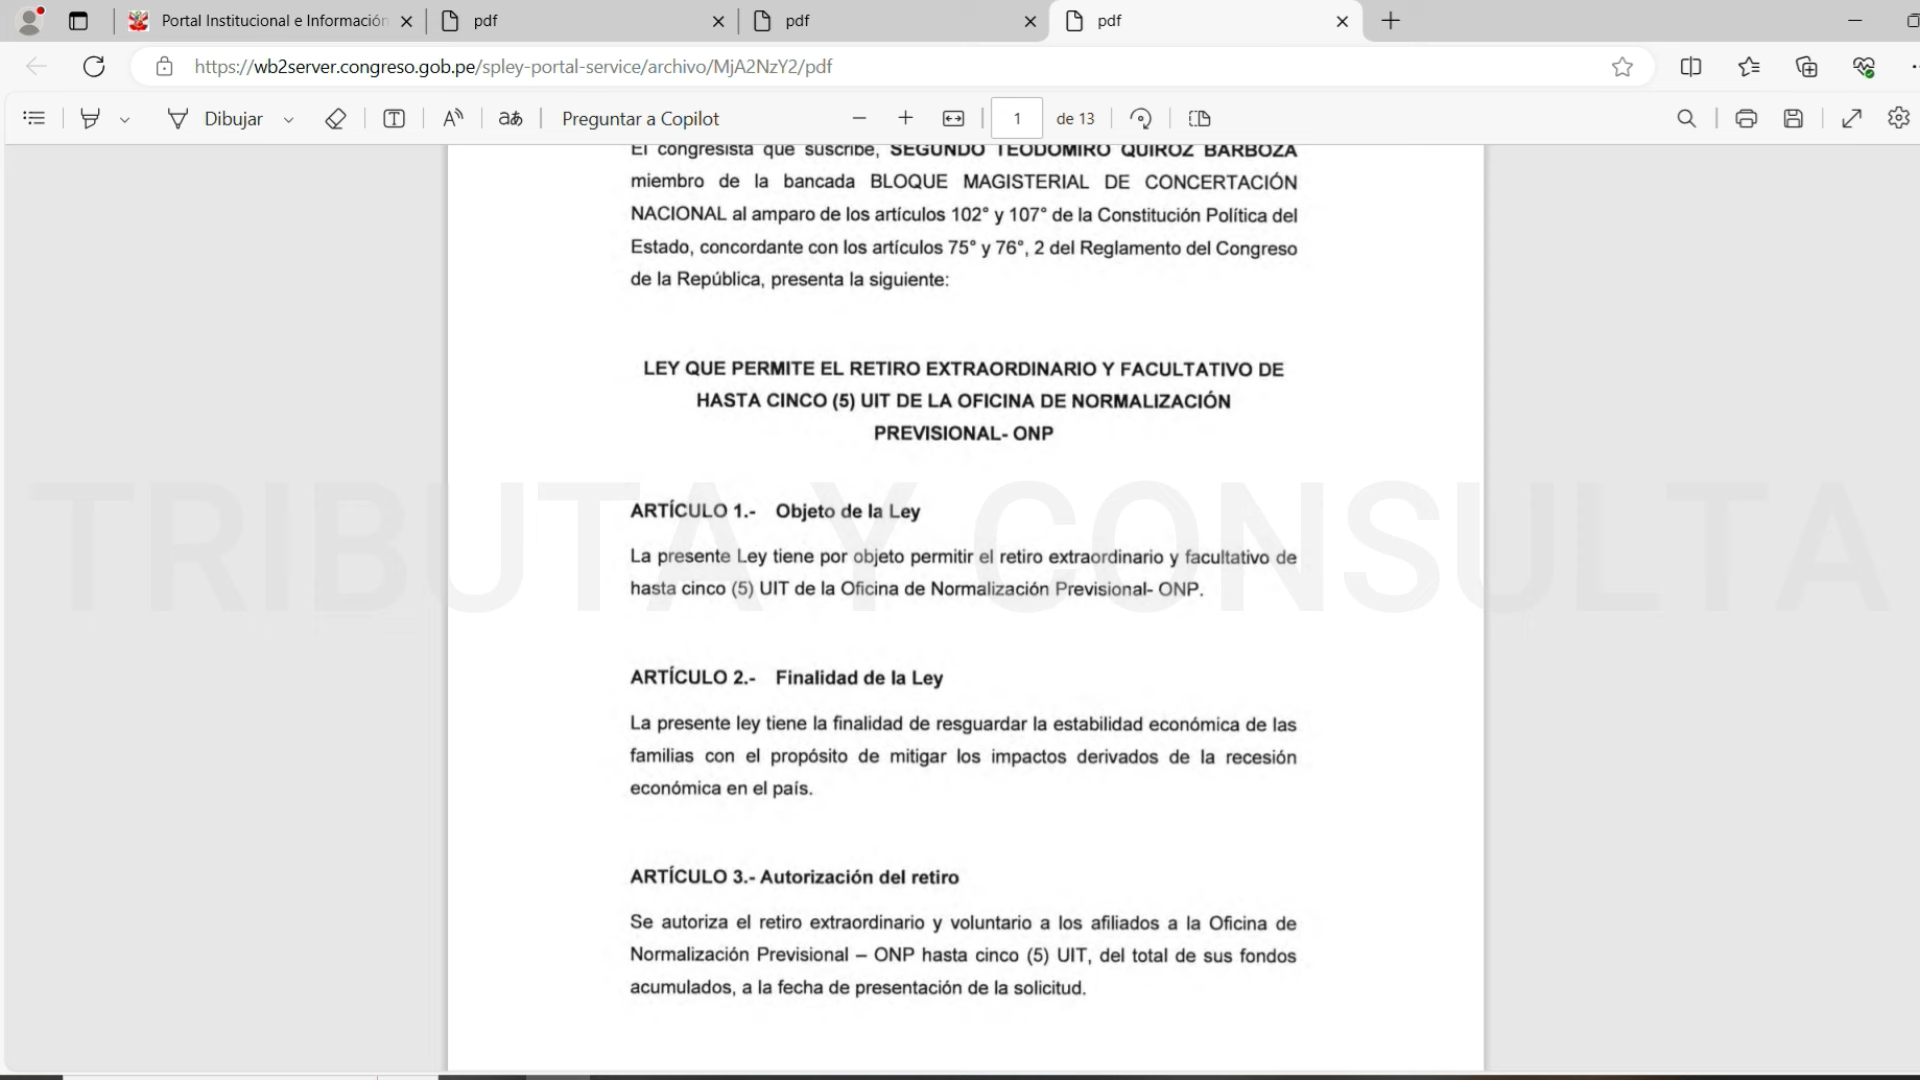 Portal Institucional e Información
pdf
pdf
pdf
https://wb2server.congreso.gob.pe/spley-portal-service/archivo/MjA2NzY2/pdf
Dibujar
Preguntar a Copilot
1
de 13
El congresista que suscribe, SEGUNDO TEODOMIRO QUIROZ BARBOZA
miembro de la bancada BLOQUE MAGISTERIAL DE CONCERTACIÓN
NACIONAL al amparo de los artículos 102° y 107° de la Constitución Política del
Estado, concordante con los artículos 75° y 76°, 2 del Reglamento del Congreso
de la República, presenta la siguiente:
LEY QUE PERMITE EL RETIRO EXTRAORDINARIO Y FACULTATIVO DE
HASTA CINCO (5) UIT DE LA OFICINA DE NORMALIZACIÓN
PREVISIONAL- ONP
TRIBUTA Y CONSULTA
ARTÍCULO 1.- Objeto de la Ley
La presente Ley tiene por objeto permitir el retiro extraordinario y facultativo de
hasta cinco (5) UIT de la Oficina de Normalización Previsional- ONP.
ARTÍCULO 2.- Finalidad de la Ley
La presente ley tiene la finalidad de resguardar la estabilidad económica de las
familias con el propósito de mitigar los impactos derivados de la recesión
económica en el país.
ARTÍCULO 3.- Autorización del retiro
Se autoriza el retiro extraordinario y voluntario a los afiliados a la Oficina de
Normalización Previsional – ONP hasta cinco (5) UIT, del total de sus fondos
acumulados, a la fecha de presentación de la solicitud.